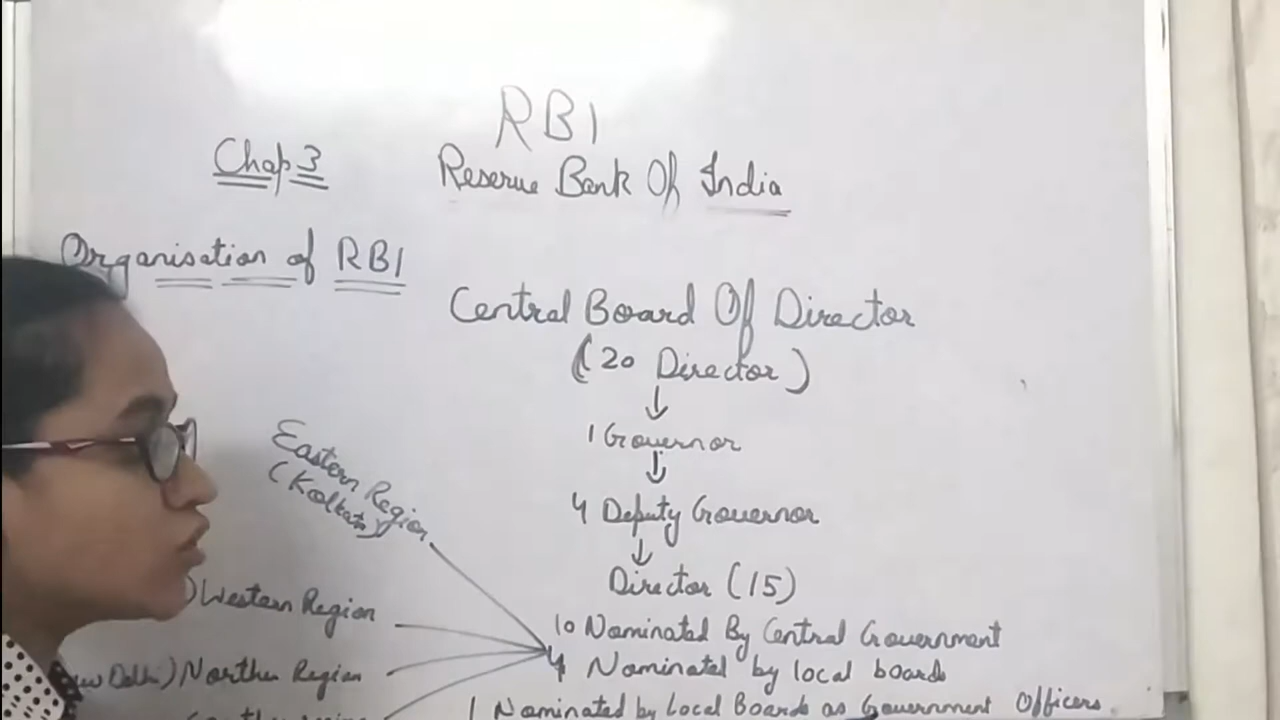 RBI
Chap 3
Reserve Bank Of India
Organisation of RBI
Central Board Of Director
(20 Director)
↓
1 Governor
↓
4 Deputy Governor
↓
Director (15)
10 Nominated By Central Government
4 Nominated by local boards
1 Nominated by Local Boards as Government Officers
Eastern Region
(Kolkata)
) Western Region
Delhi) Northen Region